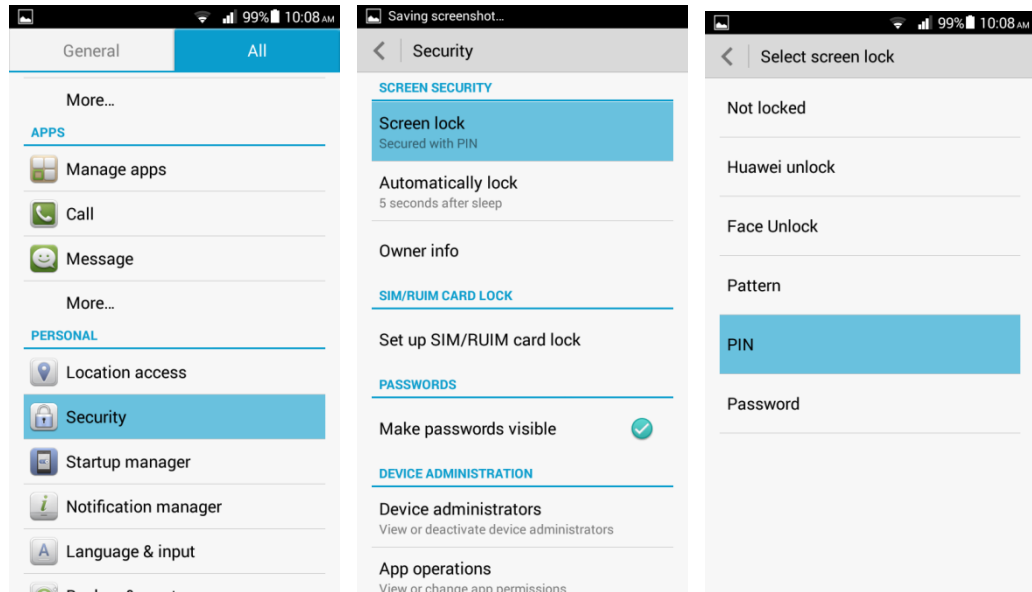 99% 10:08 AM
General
All
More...
APPS
Manage apps
Call
Message
More...
PERSONAL
Location access
Security
Startup manager
Notification manager
A Language & input
Saving screenshot...
Security
SCREEN SECURITY
Screen lock
Secured with PIN
Automatically lock
5 seconds after sleep
Owner info
SIM/RUIM CARD LOCK
Set up SIM/RUIM card lock
PASSWORDS
Make passwords visible
DEVICE ADMINISTRATION
Device administrators
View or deactivate device administrators
App operations
View or change app permissions
99% 10:08 AM
Select screen lock
Not locked
Huawei unlock
Face Unlock
Pattern
PIN
Password